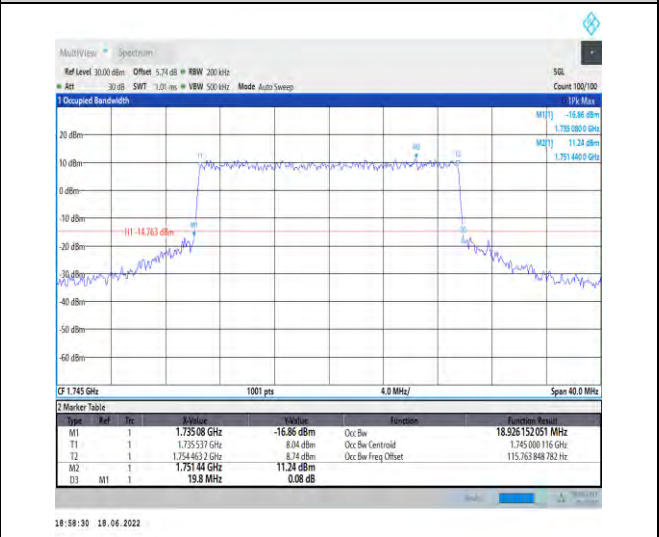 MultiView Spectrum
Ref Level 30.00 dBm Offset 5.74 dB RBW 200 kHz SGL
Att 30 dB SWT 1.01 ms VBW 500 kHz Mode Auto Sweep Count 100/100
1 Occupied Bandwidth 1Pk Max
M1[1] -16.86 dBm
1.735 080 0 GHz
M2[1] 11.24 dBm
1.751 440 0 GHz
20 dBm
M2
T1 T2
10 dBm
0 dBm
-10 dBm
M1
H1 -14.763 dBm
-20 dBm
-30 dBm
-40 dBm
-50 dBm
-60 dBm
CF 1.745 GHz 1001 pts 4.0 MHz/ Span 40.0 MHz
2 Marker Table
Type Ref Trc X-Value Y-Value Function Function Result
M1 1 1.735 08 GHz -16.86 dBm Occ Bw 18.926 152 051 MHz
T1 1 1.735 537 GHz 8.04 dBm Occ Bw Centroid 1.745 000 116 GHz
T2 1 1.754 463 2 GHz 8.74 dBm Occ Bw Freq Offset 115.763 848 782 Hz
M2 1 1.751 44 GHz 11.24 dBm
D3 M1 1 19.8 MHz 0.08 dB
18:58:30 18.06.2022